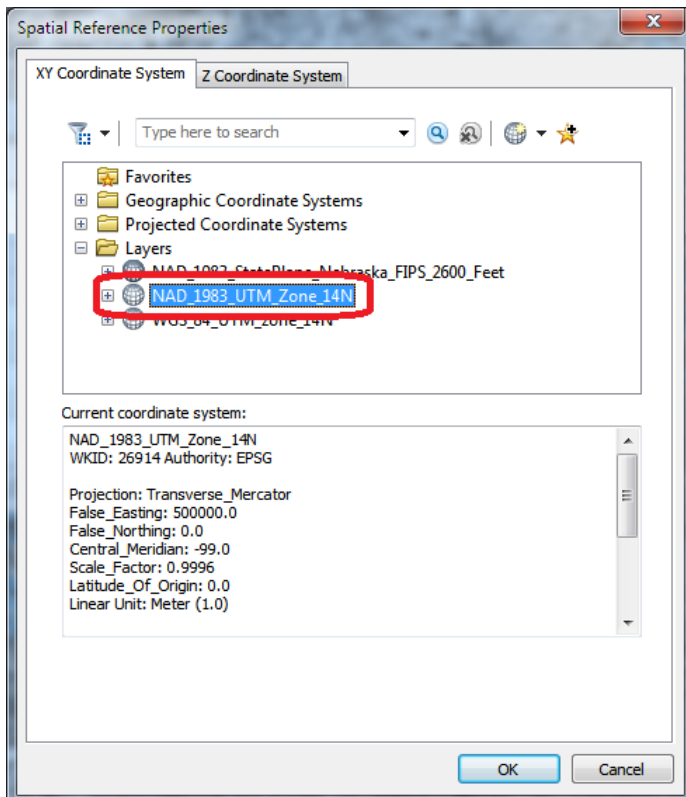 Spatial Reference Properties
XY Coordinate System Z Coordinate System
Type here to search
Favorites
Geographic Coordinate Systems
Projected Coordinate Systems
Layers
NAD_1983_StatePlane_Nebraska_FIPS_2600_Feet
NAD_1983_UTM_Zone_14N
WGS_84_UTM_zone_14N
Current coordinate system:
NAD_1983_UTM_Zone_14N
WKID: 26914 Authority: EPSG
Projection: Transverse_Mercator
False_Easting: 500000.0
False_Northing: 0.0
Central_Meridian: -99.0
Scale_Factor: 0.9996
Latitude_Of_Origin: 0.0
Linear Unit: Meter (1.0)
OK Cancel